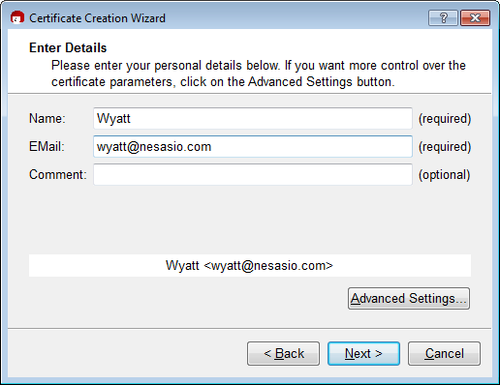 Certificate Creation Wizard
Enter Details
Please enter your personal details below. If you want more control over the
certificate parameters, click on the Advanced Settings button.
Name: Wyatt (required)
EMail: wyatt@nesasio.com (required)
Comment: (optional)
Wyatt <wyatt@nesasio.com>
Advanced Settings...
< Back Next > Cancel